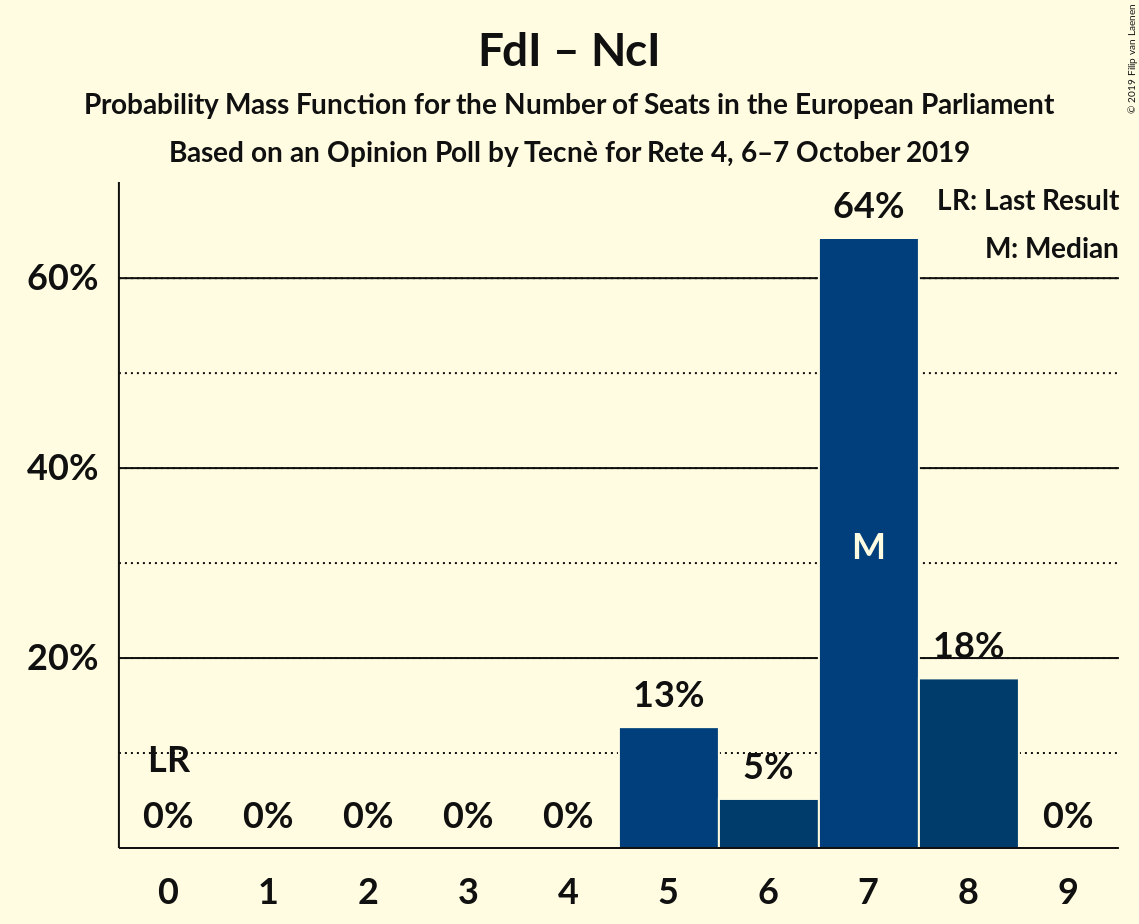 FdI – NcI
Probability Mass Function for the Number of Seats in the European Parliament
Based on an Opinion Poll by Tecnè for Rete 4, 6–7 October 2019
© 2019 Filip van Laenen
LR: Last Result
M: Median
60%
40%
20%
LR
0%
0%
0%
0%
0%
13%
5%
64%
M
18%
0%
0 1 2 3 4 5 6 7 8 9